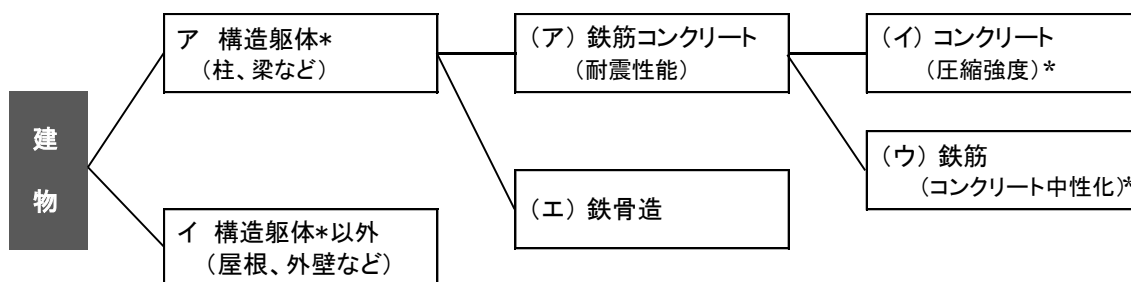 建物
ア 構造躯体*
(柱、梁など)
イ 構造躯体*以外
(屋根、外壁など)
(ア) 鉄筋コンクリート
(耐震性能)
(エ) 鉄骨造
(イ) コンクリート
(圧縮強度)*
(ウ) 鉄筋
(コンクリート中性化)*